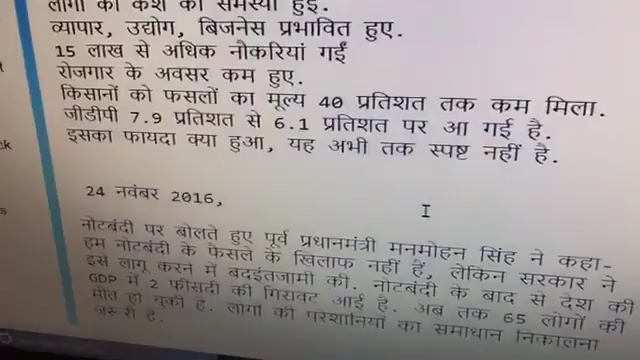 लोगों को कैश की समस्या हुई.
व्यापार, उद्योग, बिजनेस प्रभावित हुए.
15 लाख से अधिक नौकरियां गईं
रोजगार के अवसर कम हुए.
किसानों को फसलों का मूल्य 40 प्रतिशत तक कम मिला.
जीडीपी 7.9 प्रतिशत से 6.1 प्रतिशत पर आ गई है.
इसका फायदा क्या हुआ, यह अभी तक स्पष्ट नहीं है.
24 नवंबर 2016,
नोटबंदी पर बोलते हुए पूर्व प्रधानमंत्री मनमोहन सिंह ने कहा-
हम नोटबंदी के फैसले के खिलाफ नहीं हैं, लेकिन सरकार ने
इसे लागू करने में बदइंतजामी की. नोटबंदी के बाद से देश की
GDP में 2 फीसदी की गिरावट आई है. अब तक 65 लोगों की
मौत हो चुकी है. लोगों की परेशानियों का समाधान निकालना
जरूरी है.